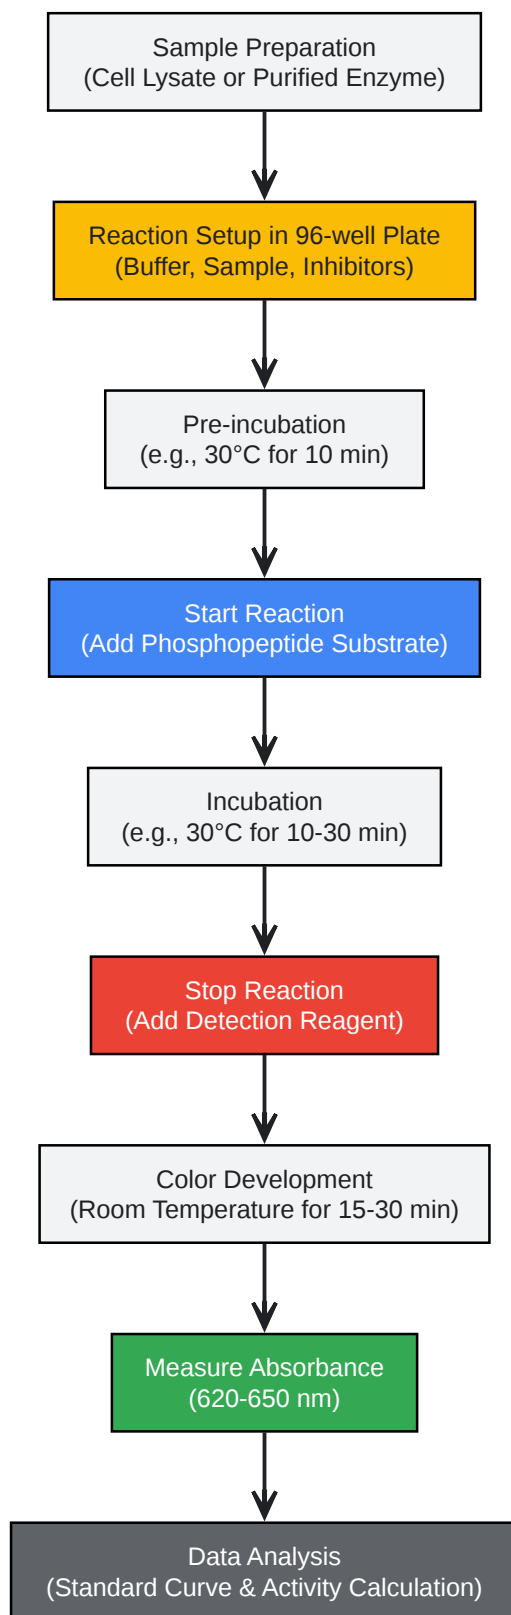 Sample Preparation
(Cell Lysate or Purified Enzyme)
Reaction Setup in 96-well Plate
(Buffer, Sample, Inhibitors)
Pre-incubation
(e.g., 30°C for 10 min)
Start Reaction
(Add Phosphopeptide Substrate)
Incubation
(e.g., 30°C for 10-30 min)
Stop Reaction
(Add Detection Reagent)
Color Development
(Room Temperature for 15-30 min)
Measure Absorbance
(620-650 nm)
Data Analysis
(Standard Curve & Activity Calculation)